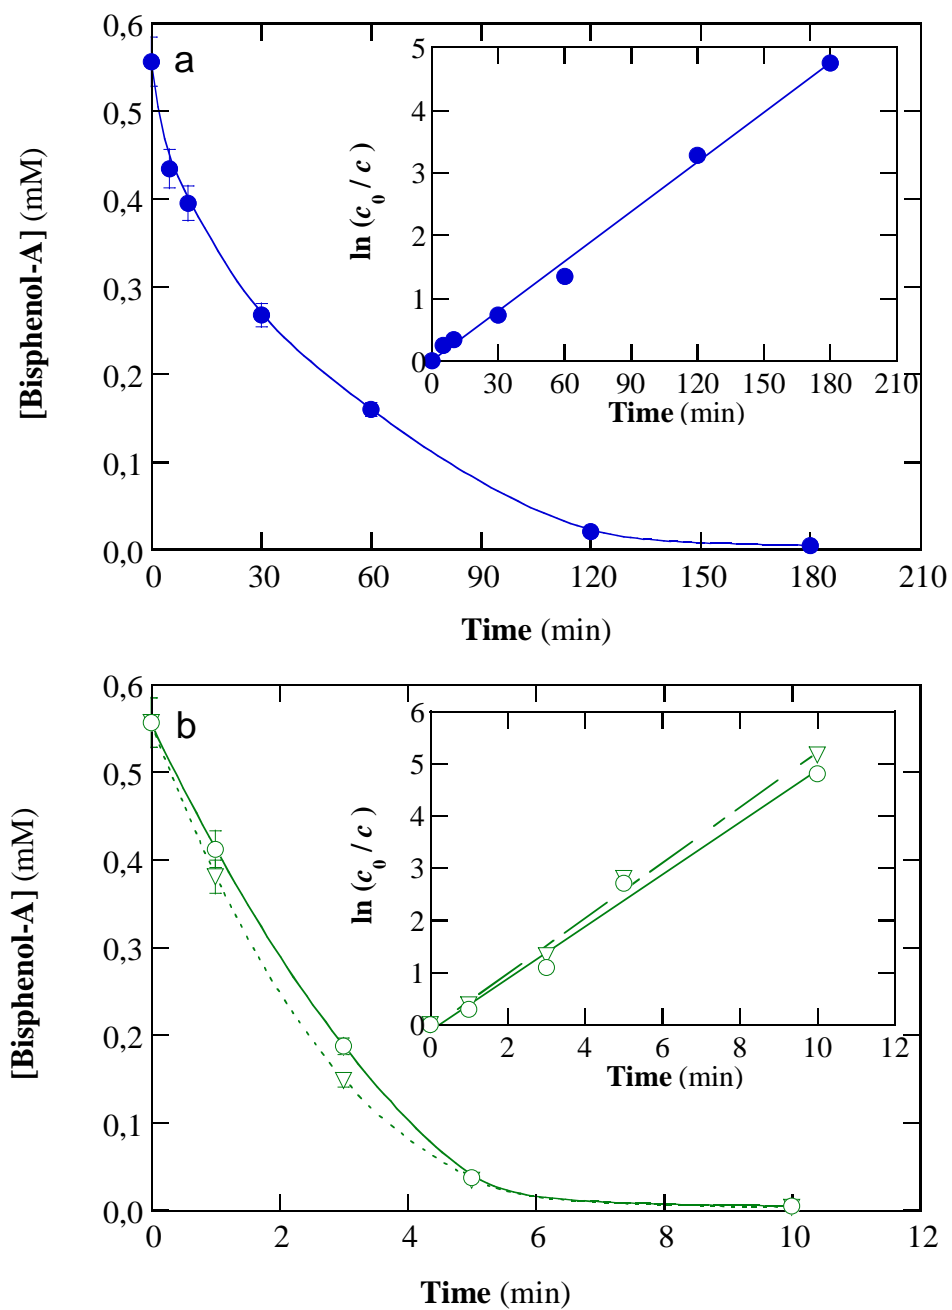 0,6
0,5
0,4
0,3
0,2
0,1
0,0
[Bisphenol-A] (mM)
a
5
4
3
2
1
0
ln (c0 / c )
0 30 60 90 120 150 180 210
Time (min)
0 30 60 90 120 150 180 210
Time (min)
0,6
0,5
0,4
0,3
0,2
0,1
0,0
[Bisphenol-A] (mM)
b
6
5
4
3
2
1
0
ln (c0 / c )
0 2 4 6 8 10 12
Time (min)
0 2 4 6 8 10 12
Time (min)